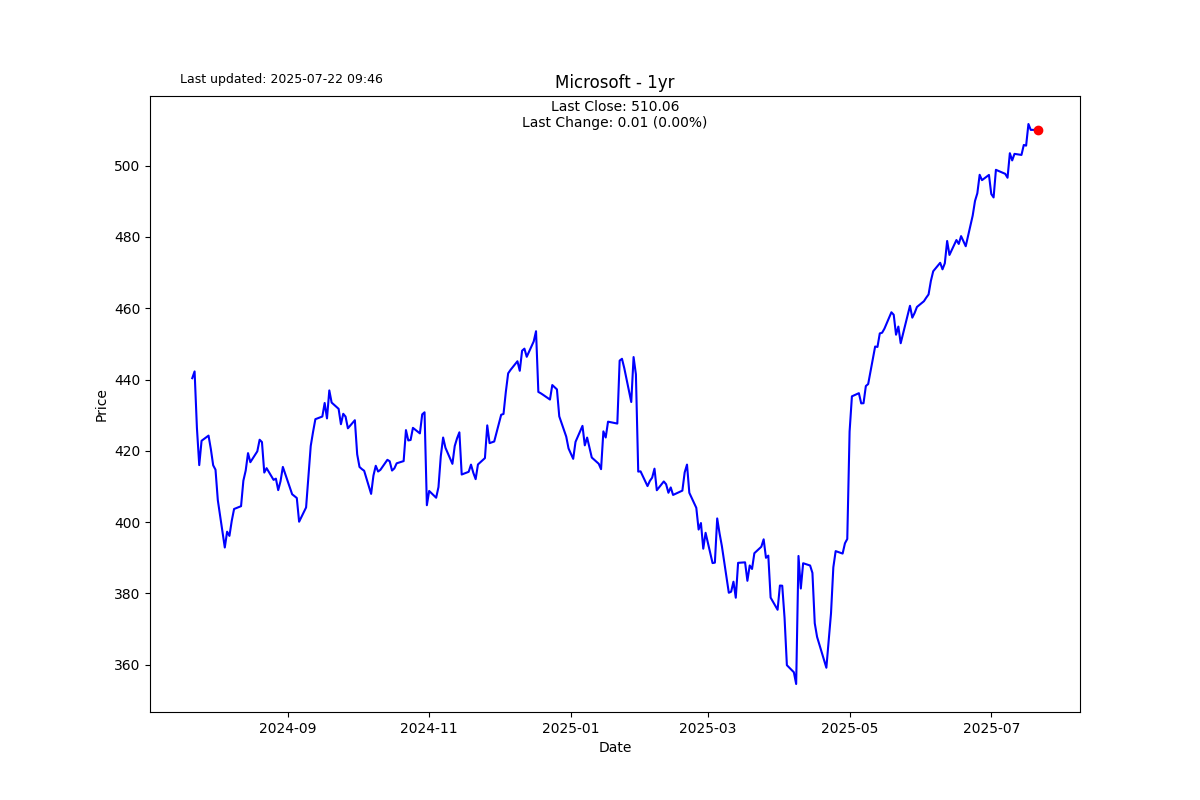 Last updated: 2025-07-22 09:46
Microsoft - 1yr
Last Close: 510.06
Last Change: 0.01 (0.00%)
500
480
460
440
420
400
380
360
Price
2024-09
2024-11
2025-01
2025-03
2025-05
2025-07
Date